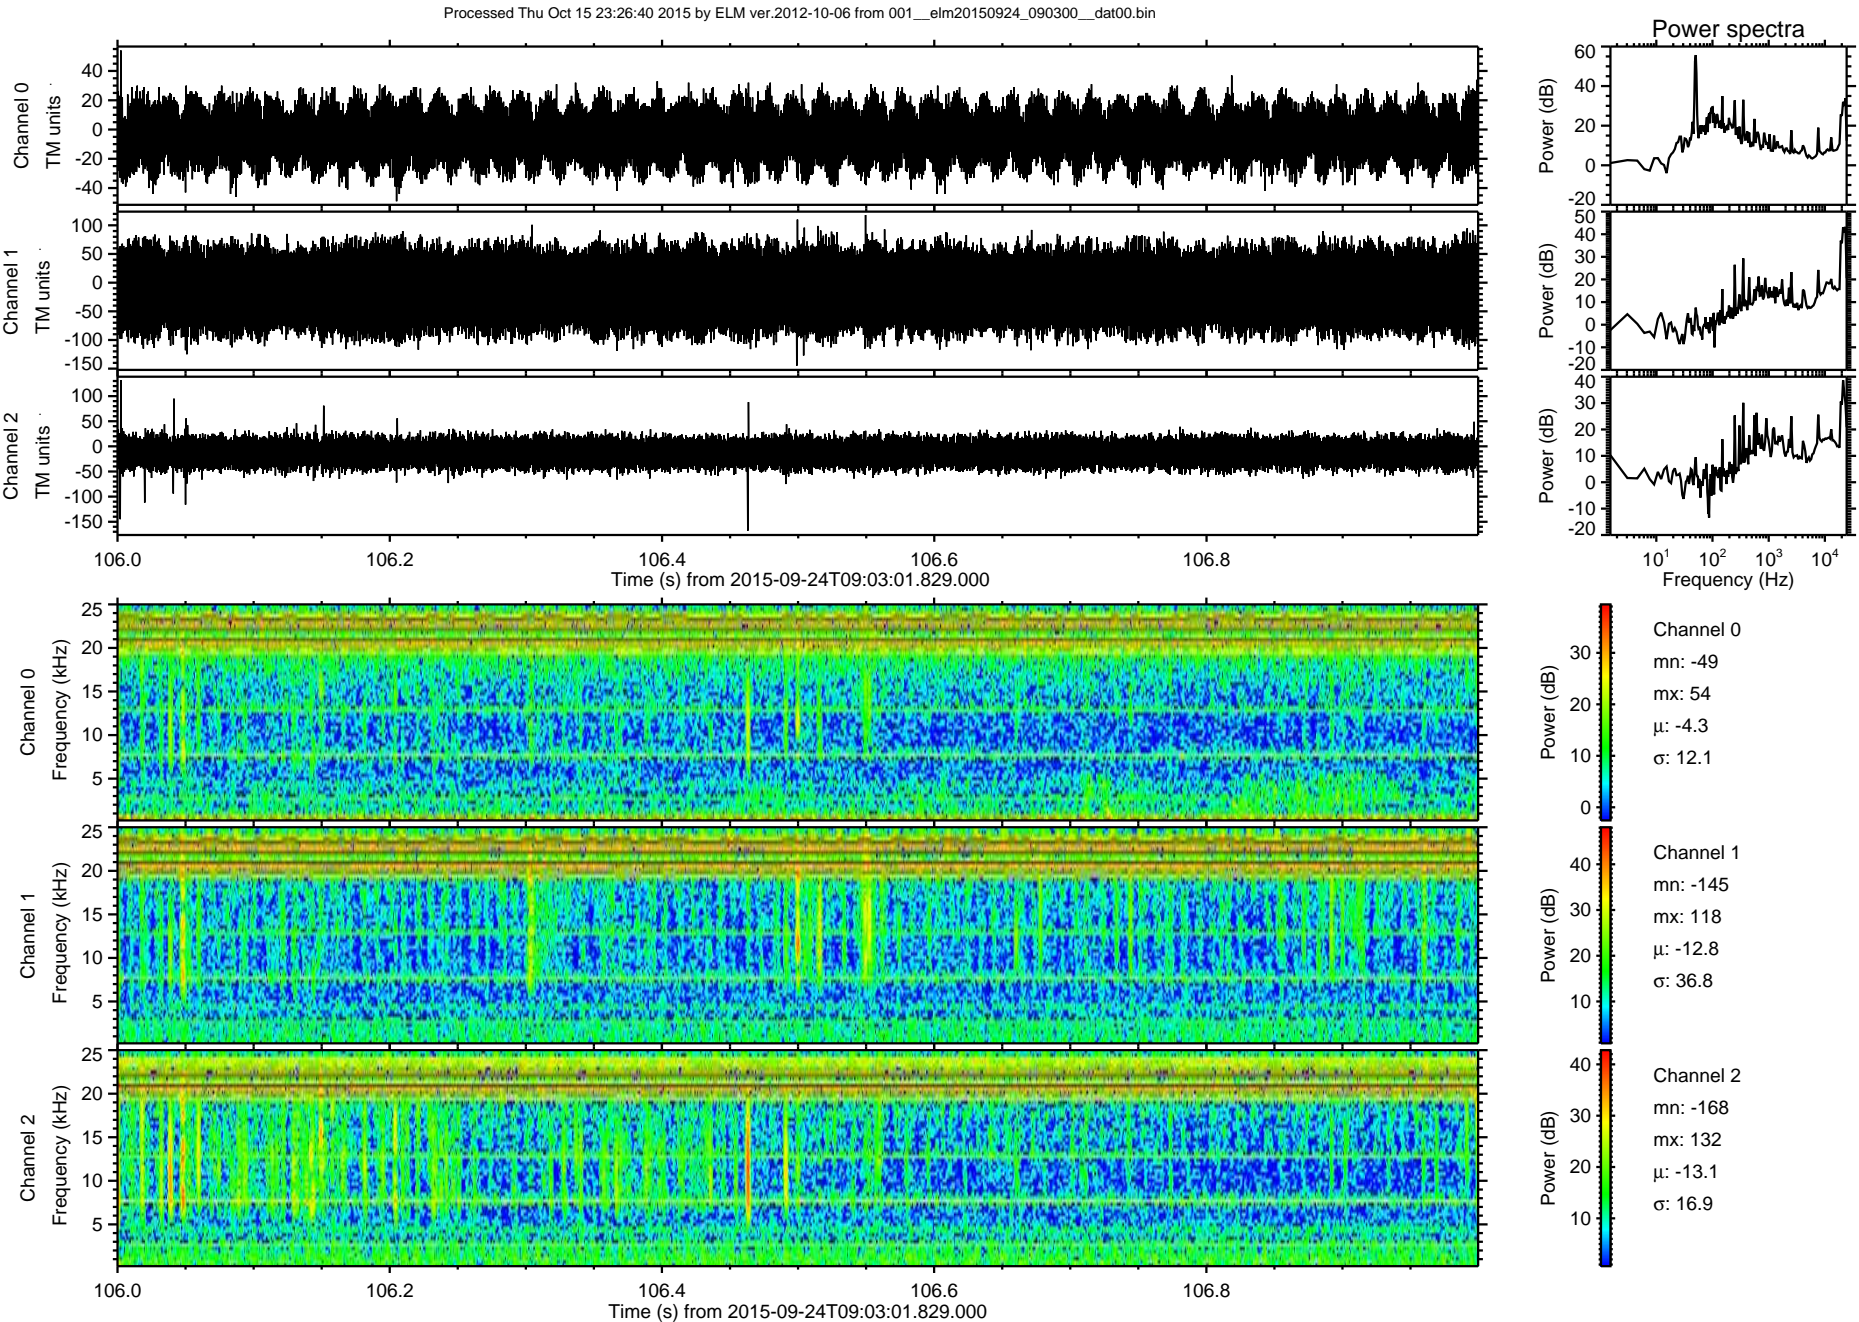 Processed Thu Oct 15 23:26:40 2015 by ELM ver.2012-10-06 from 001__elm20150924_090300__dat00.bin
Power spectra
Channel 0
TM units
40
20
0
-20
-40
Power (dB)
60
40
20
0
-20
Channel 1
TM units
100
50
0
-50
-100
-150
Power (dB)
50
40
30
20
10
0
-10
-20
Channel 2
TM units
100
50
0
-50
-100
-150
Power (dB)
40
30
20
10
0
-10
-20
106.0 106.2 106.4 106.6 106.8
Time (s) from 2015-09-24T09:03:01.829.000
10^1 10^2 10^3 10^4
Frequency (Hz)
Channel 0
Frequency (kHz)
25
20
15
10
5
Power (dB)
30
20
10
0
Channel 0
mn: -49
mx: 54
µ: -4.3
σ: 12.1
Channel 1
Frequency (kHz)
25
20
15
10
5
Power (dB)
40
30
20
10
Channel 1
mn: -145
mx: 118
µ: -12.8
σ: 36.8
Channel 2
Frequency (kHz)
25
20
15
10
5
Power (dB)
40
30
20
10
Channel 2
mn: -168
mx: 132
µ: -13.1
σ: 16.9
106.0 106.2 106.4 106.6 106.8
Time (s) from 2015-09-24T09:03:01.829.000